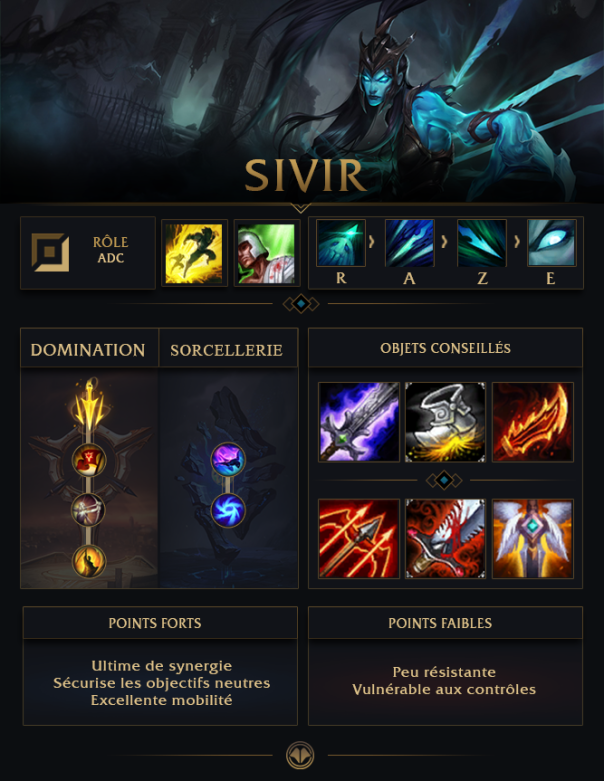 SIVIR
RÔLE
ADC
R
A
Z
E
DOMINATION
SORCELLERIE
OBJETS CONSEILLÉS
POINTS FORTS
Ultime de synergie
Sécurise les objectifs neutres
Excellente mobilité
POINTS FAIBLES
Peu résistante
Vulnérable aux contrôles